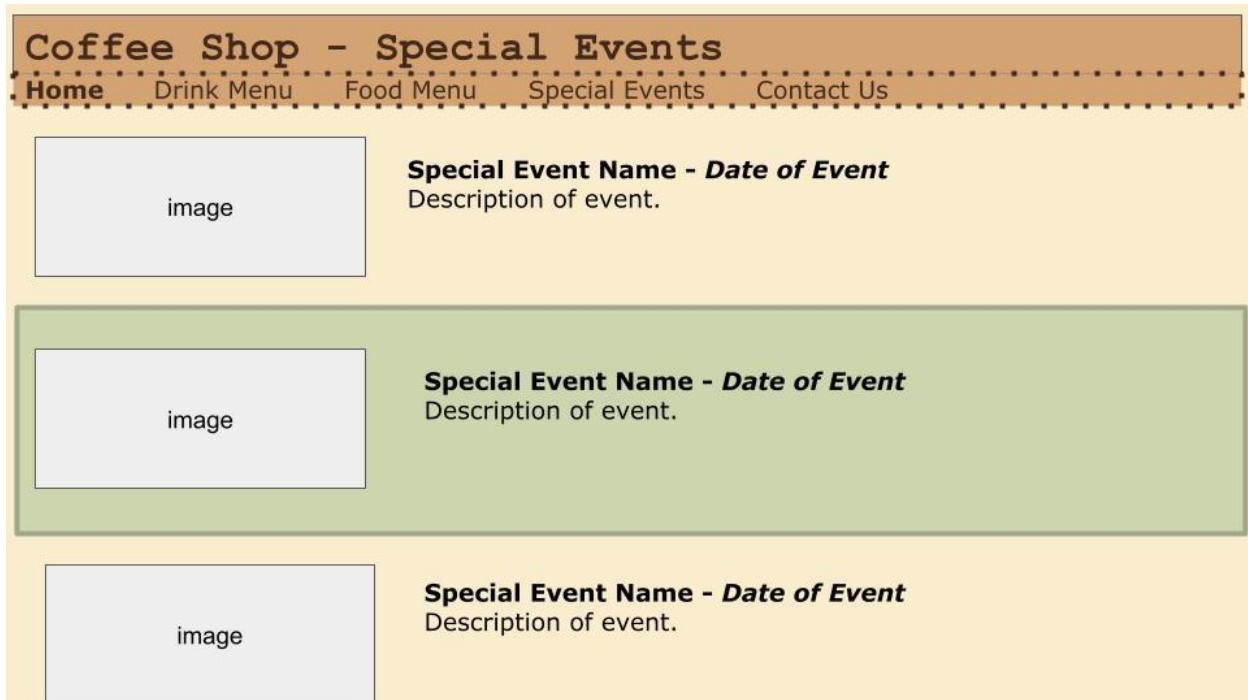 Coffee Shop - Special Events
Home Drink Menu Food Menu Special Events Contact Us
image
Special Event Name - Date of Event
Description of event.
image
Special Event Name - Date of Event
Description of event.
image
Special Event Name - Date of Event
Description of event.